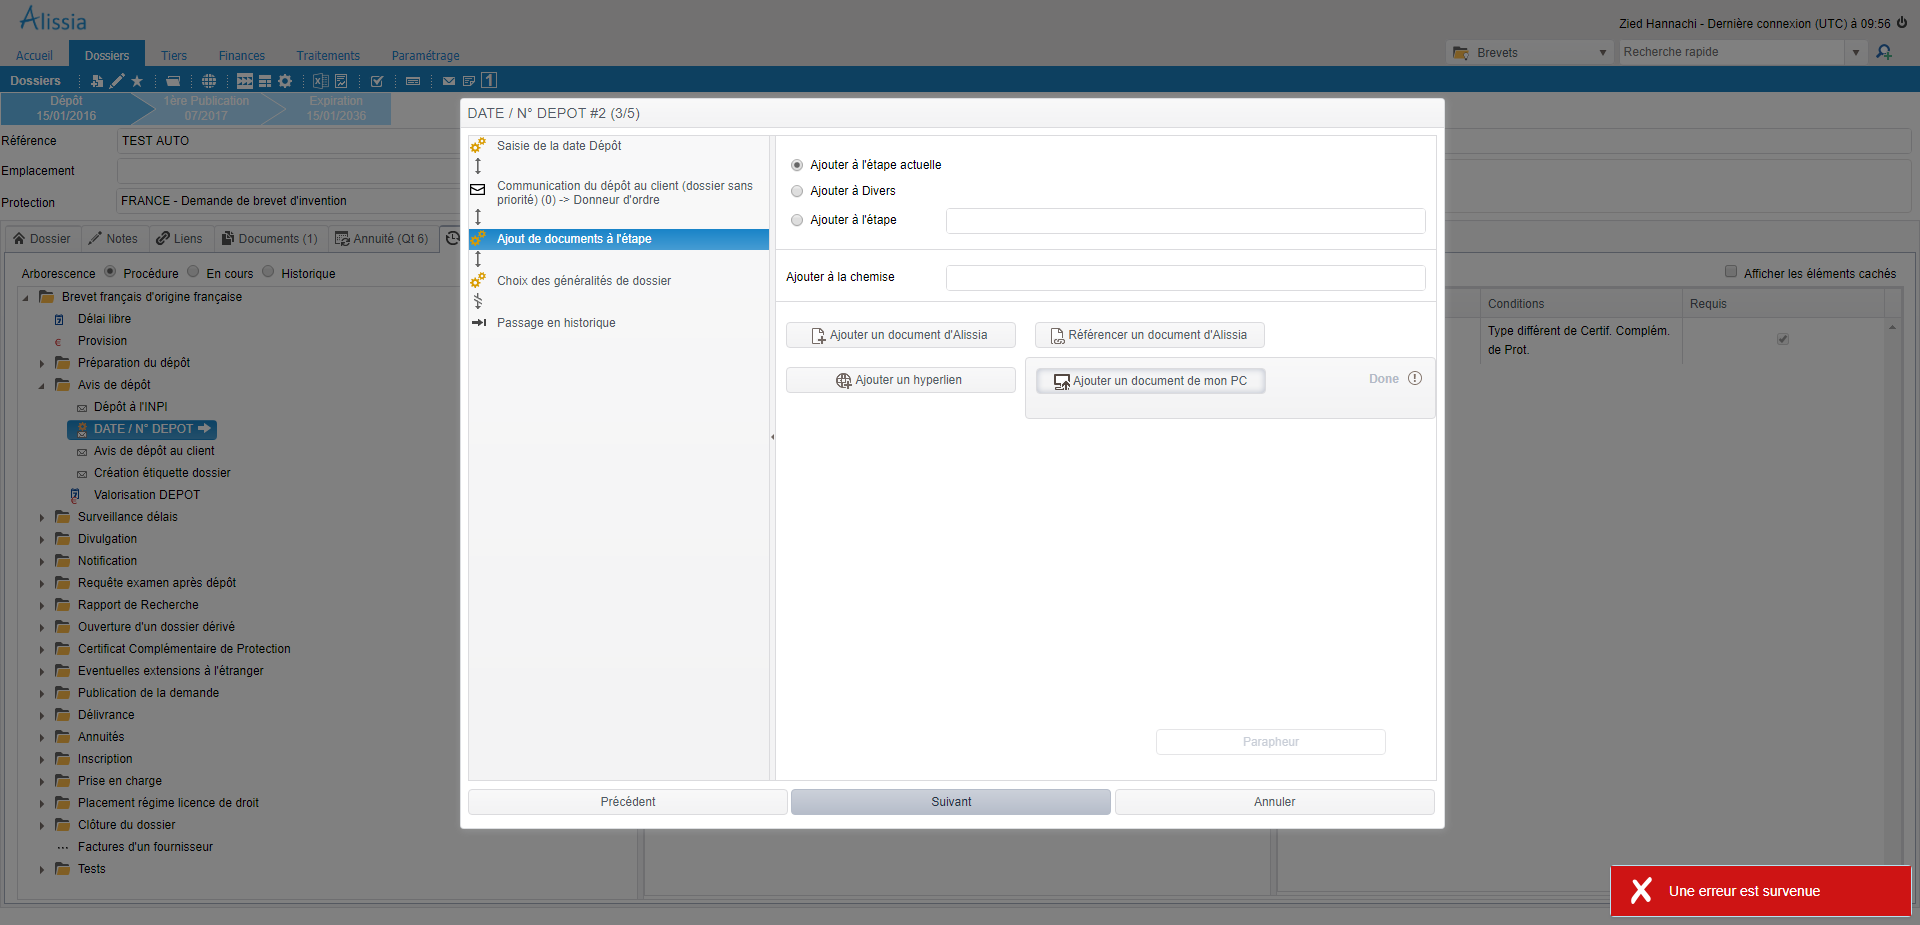 Alissia
Zied Hannachi - Dernière connexion (UTC) à 09:56
Accueil
Dossiers
Tiers
Finances
Traitements
Paramétrage
Brevets
Recherche rapide
Dossiers
1
Dépôt
15/01/2016
1ère Publication
07/2017
Expiration
15/01/2036
Référence
TEST AUTO
Emplacement
Protection
FRANCE - Demande de brevet d'invention
Dossier
Notes
Liens
Documents (1)
Annuité (Qt 6)
Arborescence
Procédure
En cours
Historique
Brevet français d'origine française
Délai libre
Provision
Préparation du dépôt
Avis de dépôt
Dépôt à l'INPI
DATE / N° DEPOT
Avis de dépôt au client
Création étiquette dossier
Valorisation DEPOT
Surveillance délais
Divulgation
Notification
Requête examen après dépôt
Rapport de Recherche
Ouverture d'un dossier dérivé
Certificat Complémentaire de Protection
Eventuelles extensions à l'étranger
Publication de la demande
Délivrance
Annuités
Inscription
Prise en charge
Placement régime licence de droit
Clôture du dossier
Factures d'un fournisseur
Tests
DATE / N° DEPOT #2 (3/5)
Saisie de la date Dépôt
Communication du dépôt au client (dossier sans
priorité) (0) -> Donneur d'ordre
Ajout de documents à l'étape
Choix des généralités de dossier
Passage en historique
Ajouter à l'étape actuelle
Ajouter à Divers
Ajouter à l'étape
Ajouter à la chemise
Ajouter un document d'Alissia
Référencer un document d'Alissia
Ajouter un hyperlien
Ajouter un document de mon PC
Done
Parapheur
Précédent
Suivant
Annuler
Afficher les éléments cachés
Conditions
Requis
Type différent de Certif. Complém.
de Prot.
Une erreur est survenue